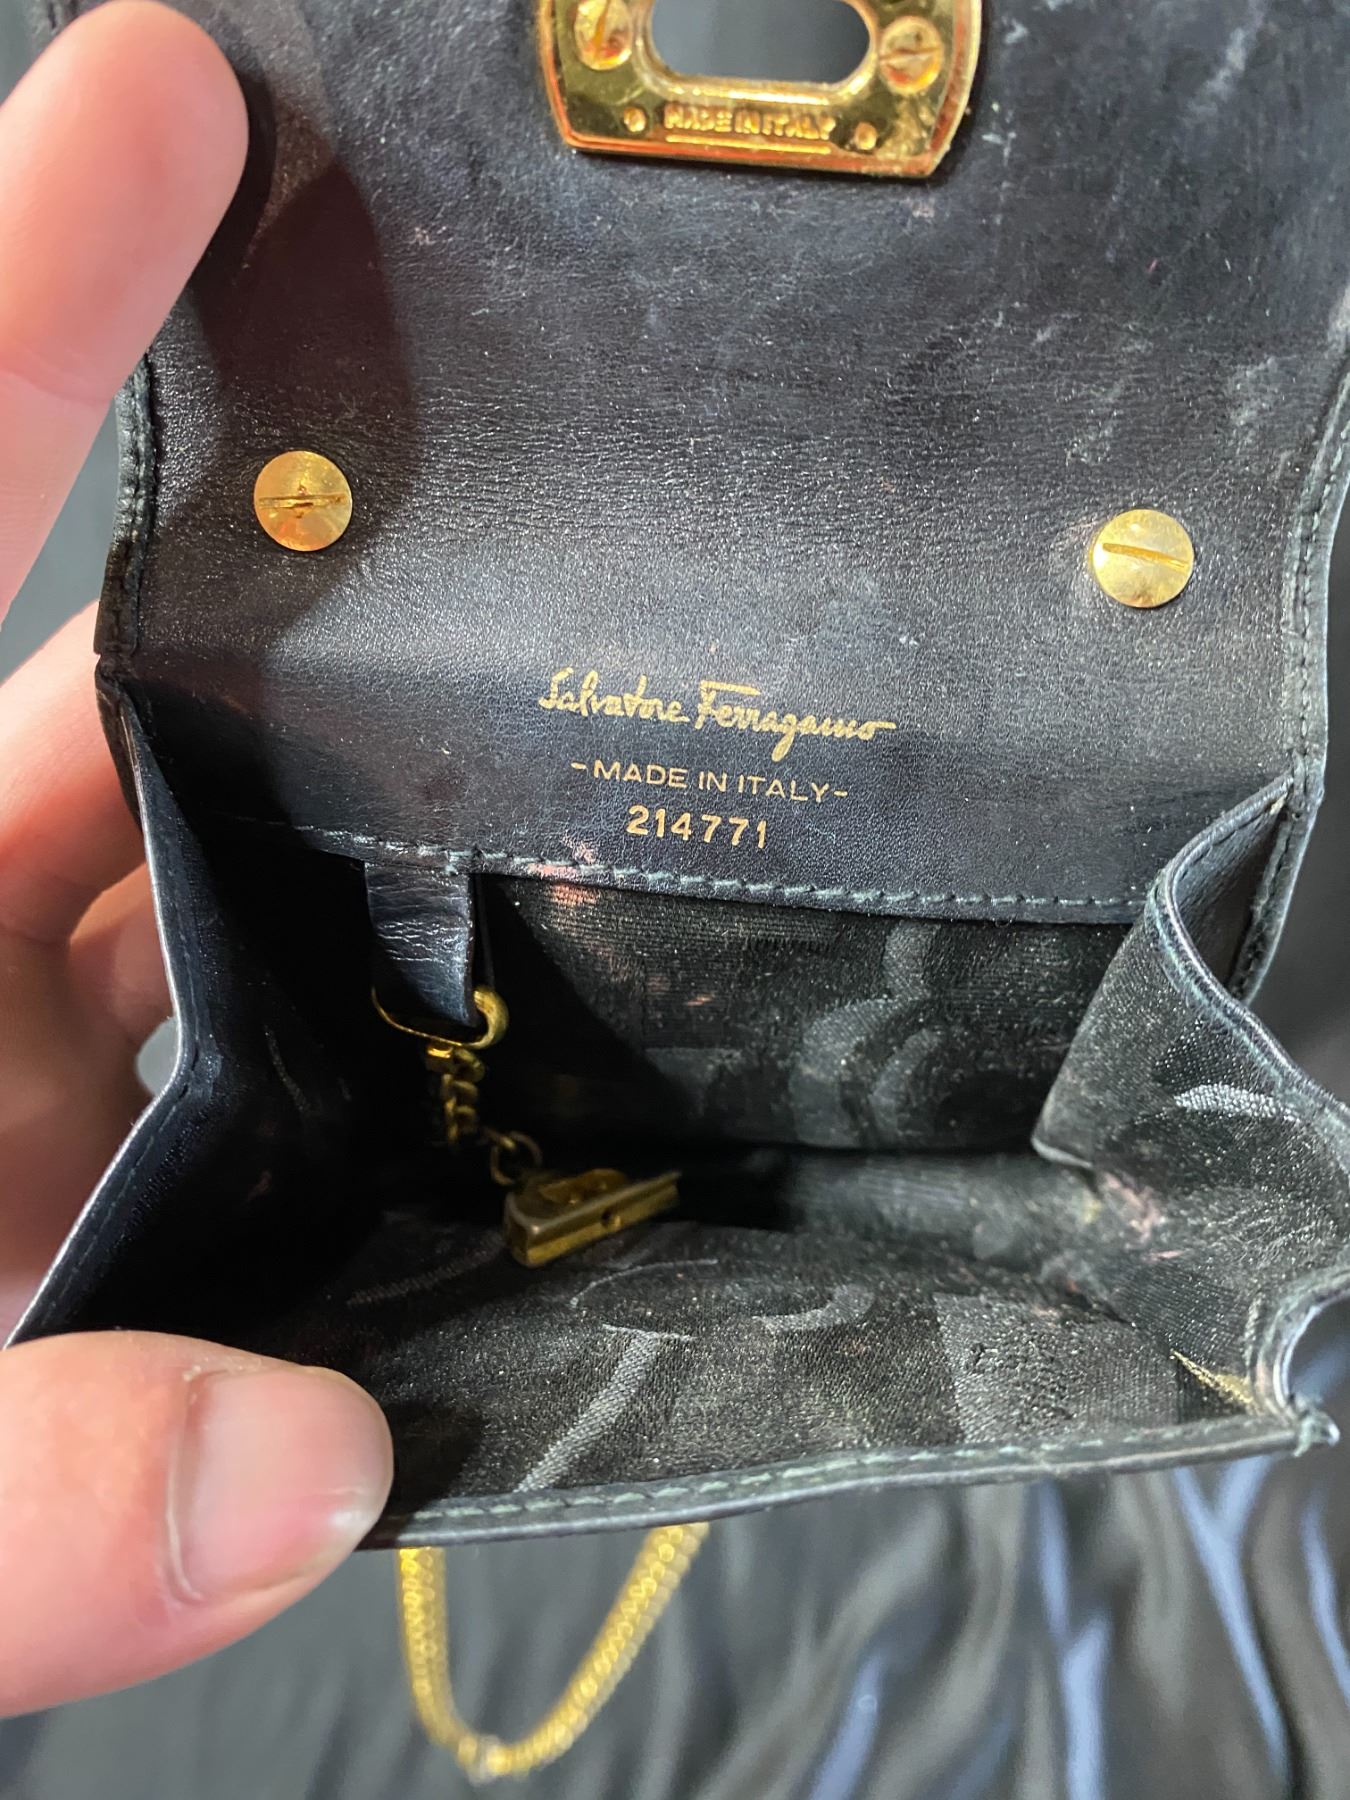 MADE IN ITALY
Salvatore Ferragamo
-MADE IN ITALY-
214771